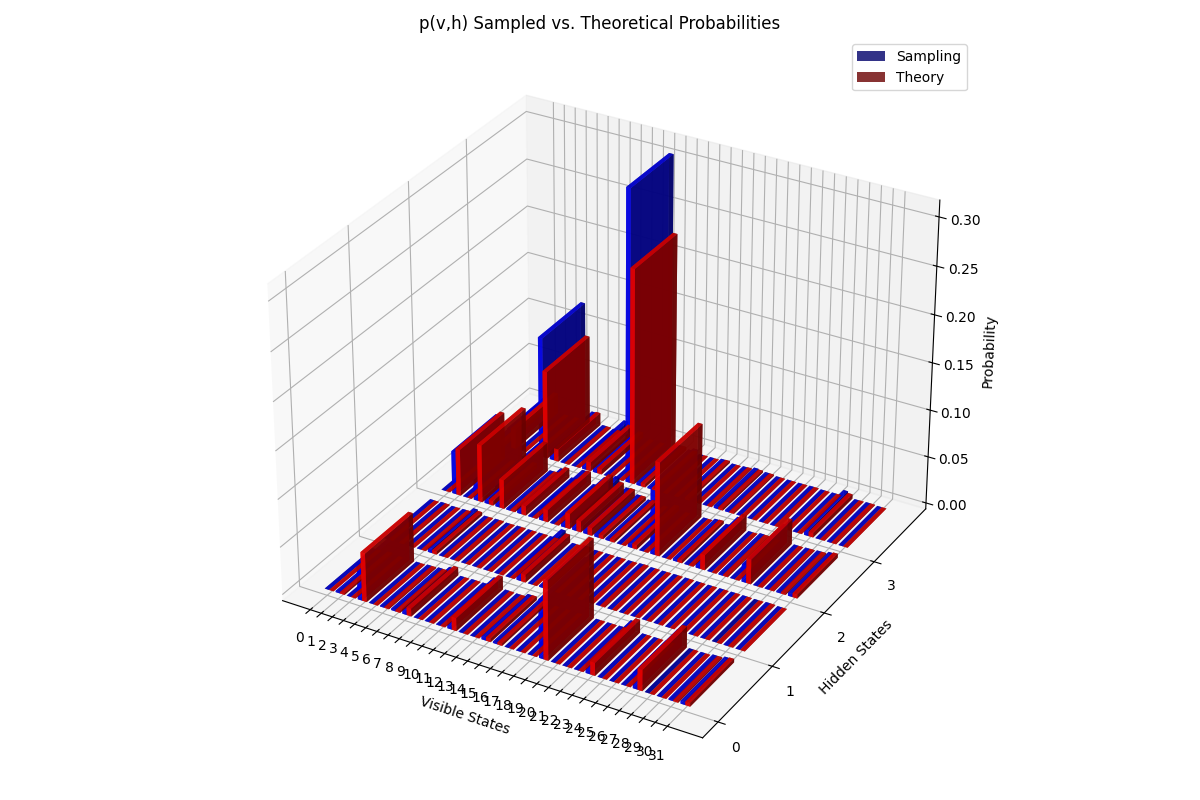 p(v,h) Sampled vs. Theoretical Probabilities
Sampling
Theory
0.30
0.25
0.20
0.15
0.10
0.05
0.00
Probability
0 1 2 3 4 5 6 7 8 9 10 11 12 13 14 15 16 17 18 19 20 21 22 23 24 25 26 27 28 29 30 31
Visible States
3
2
1
0
Hidden States